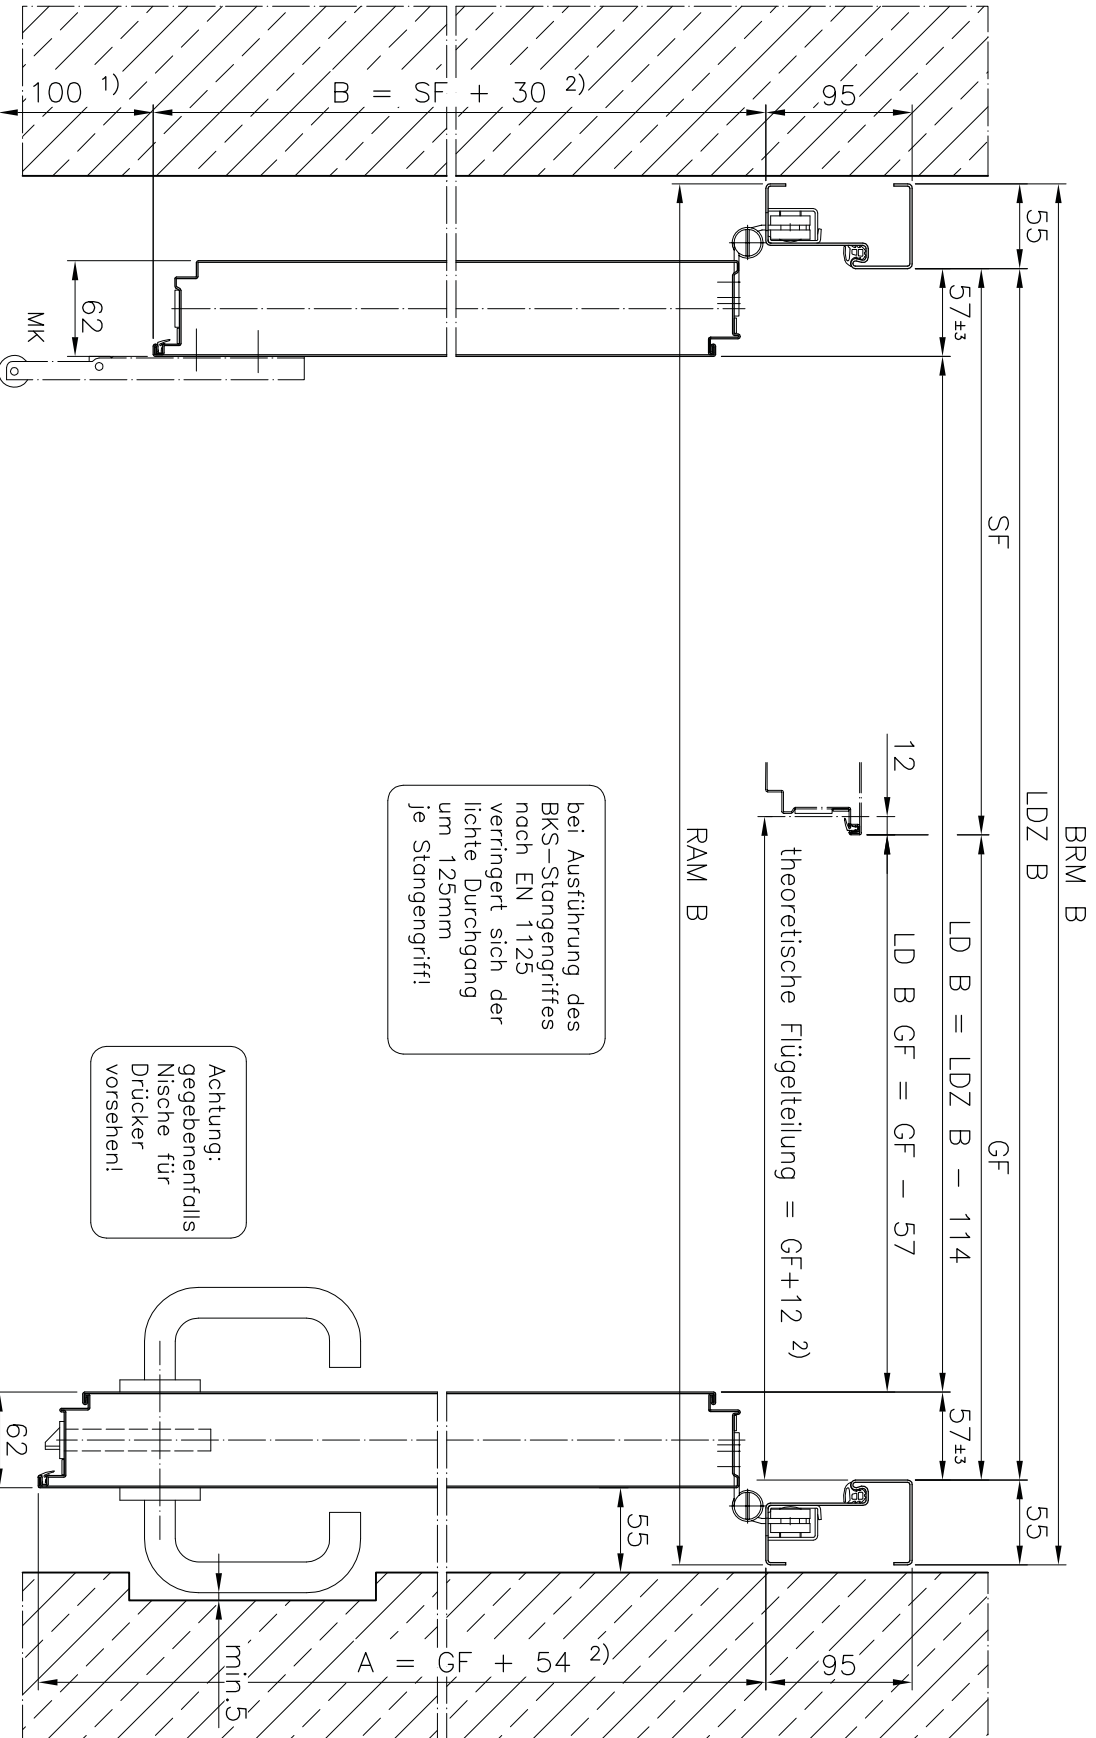 BRM B
LDZ B
55
55
57±3
SF
GF
57±3
LD B = LDZ B - 114
12
LD B GF = GF - 57
theoretische Flügelteilung = GF+12 2)
RAM B
95
95
B = SF + 30 2)
100 1)
A = GF + 54 2)
62
MK
bei Ausführung des
BKS-Stangengriffes
nach EN 1125
verringert sich der
lichte Durchgang
um 125mm
je Stangengriff!
Achtung:
gegebenenfalls
Nische für
Drücker
vorsehen!
55
62
min.5